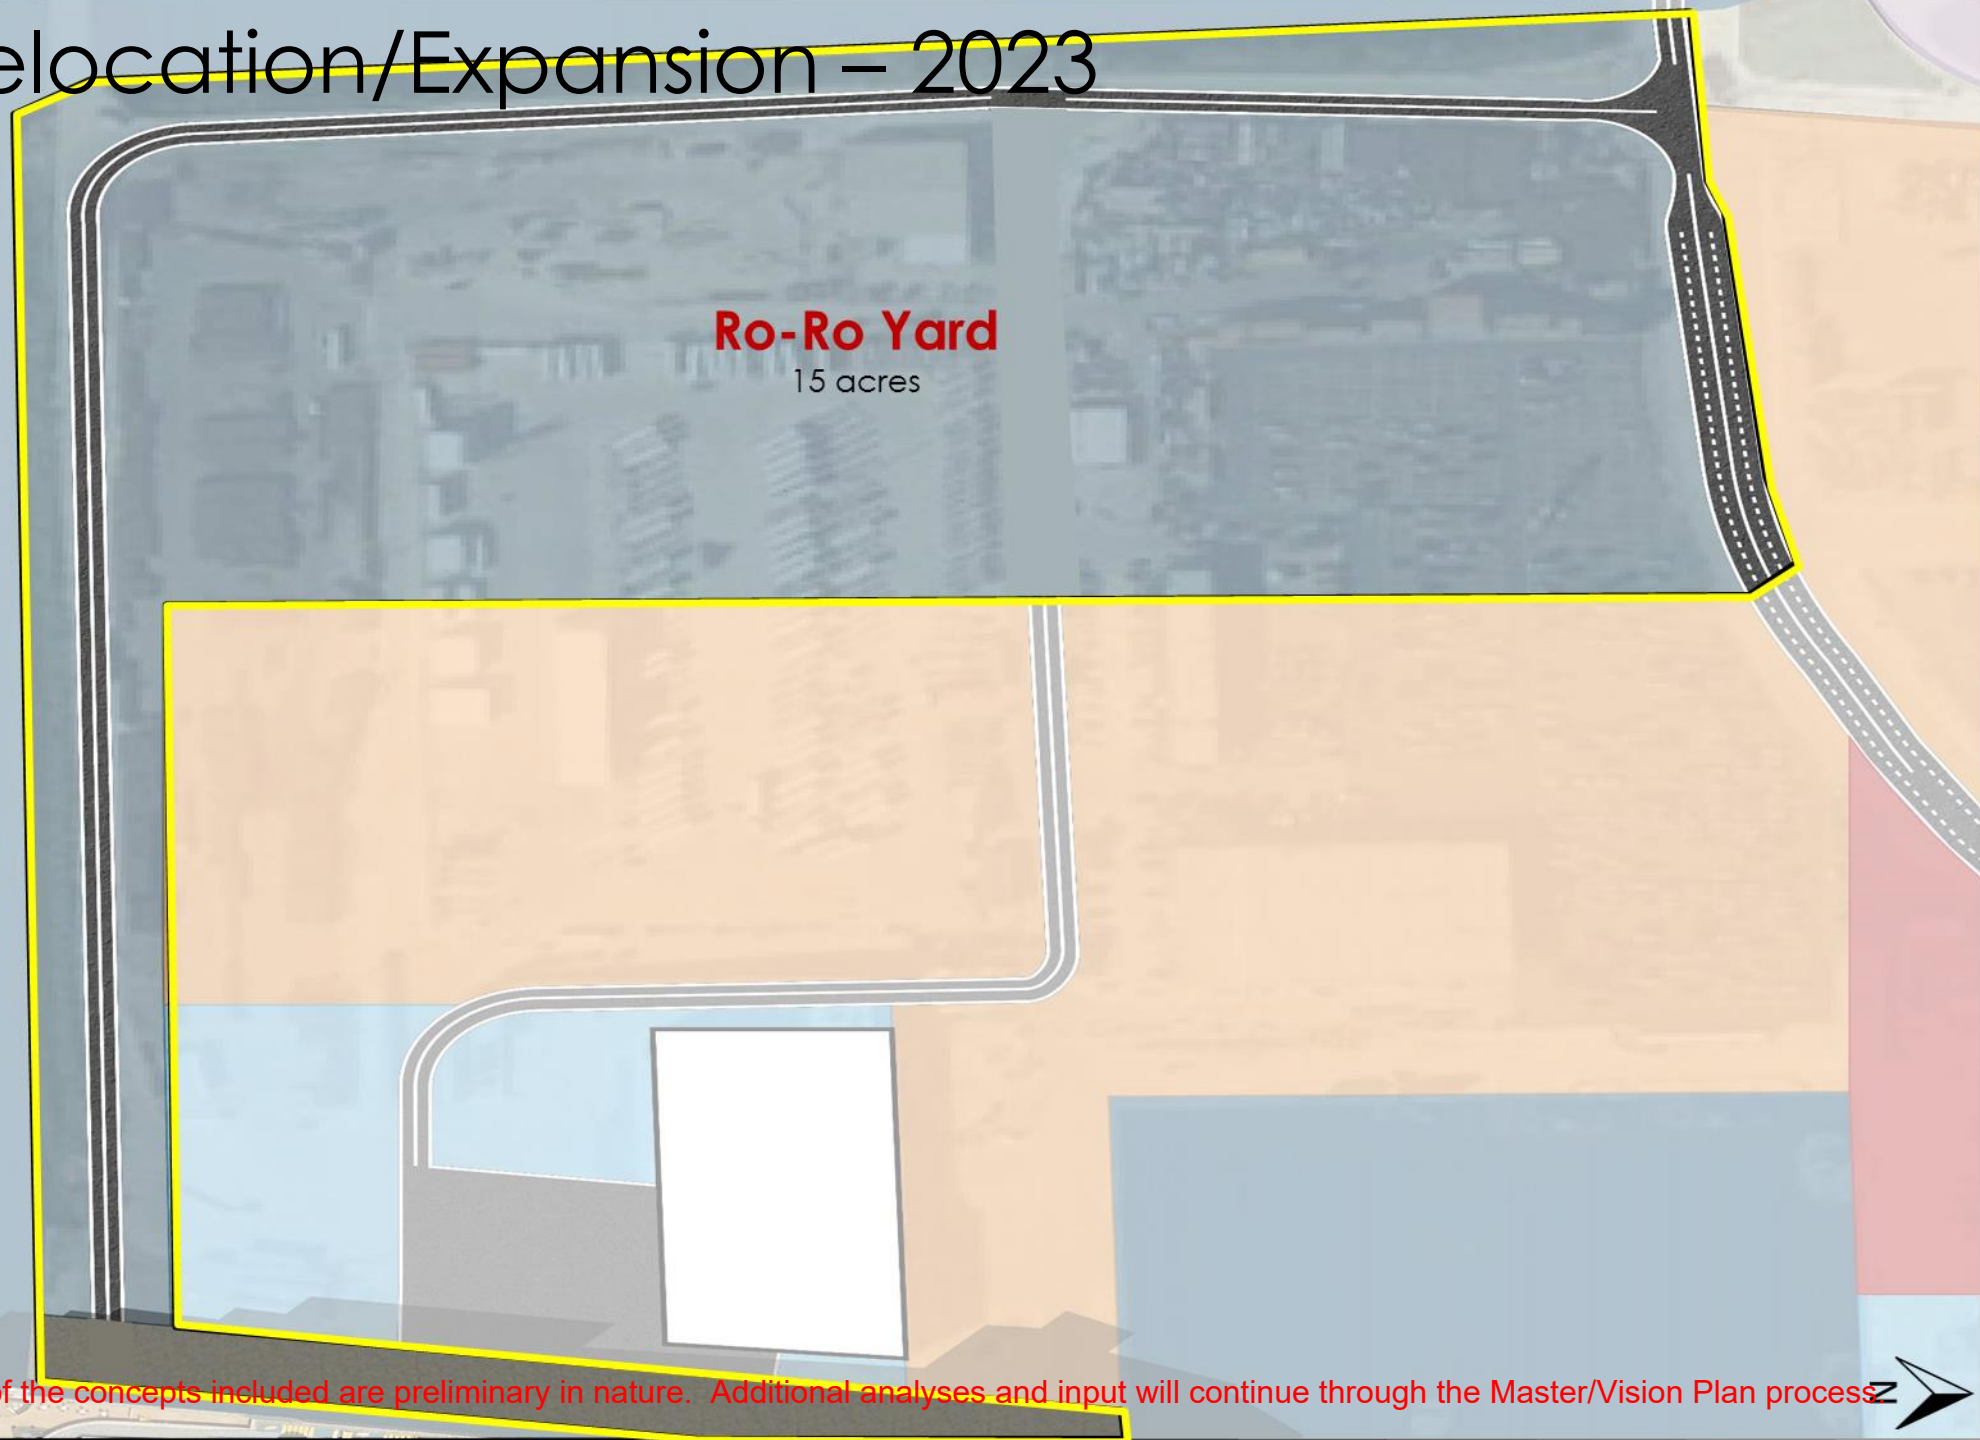 elocation/Expansion – 2023
Ro-Ro Yard
15 acres
f the concepts included are preliminary in nature. Additional analyses and input will continue through the Master/Vision Plan process.
N